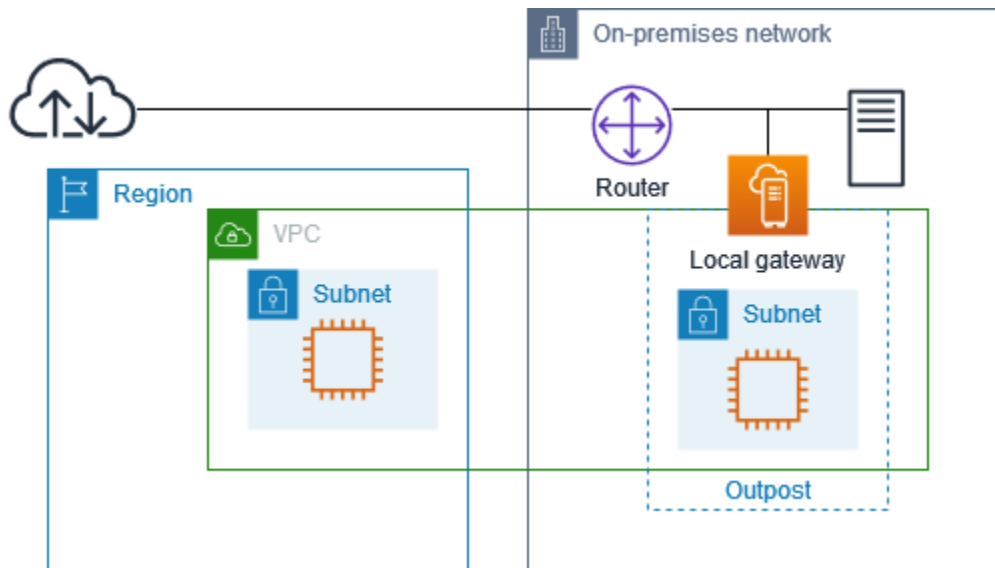 On-premises network
Router
Region
VPC
Local gateway
Subnet
Subnet
Outpost